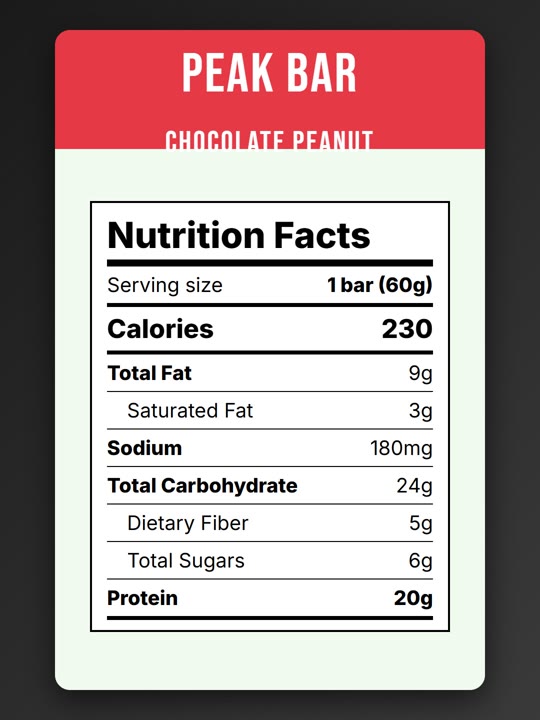 PEAK BAR
CHOCOLATE PEANUT
Nutrition Facts
Serving size 1 bar (60g)
Calories 230
Total Fat 9g
Saturated Fat 3g
Sodium 180mg
Total Carbohydrate 24g
Dietary Fiber 5g
Total Sugars 6g
Protein 20g